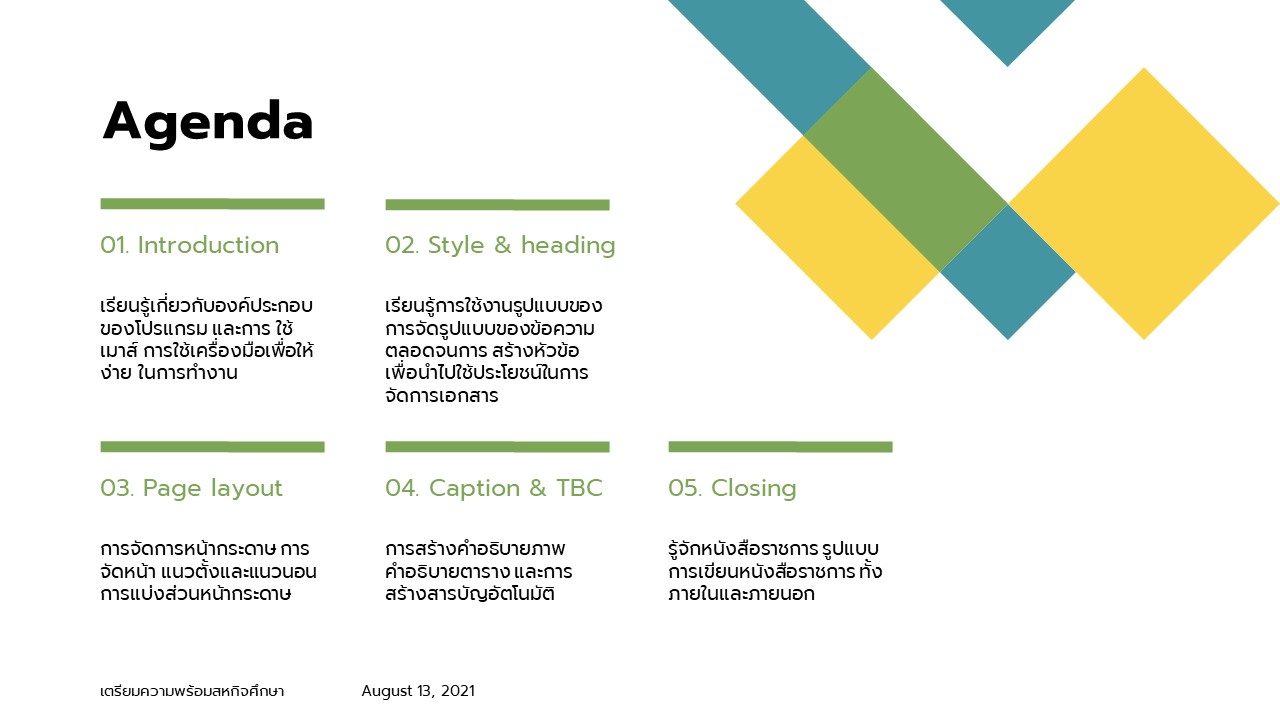 Agenda
01. Introduction
เรียนรู้เกี่ยวกับองค์ประกอบ
ของโปรแกรม และการ ใช้
เมาส์ การใช้เครื่องมือเพื่อให้
ง่าย ในการทำงาน
02. Style & heading
เรียนรู้การใช้งานรูปแบบของ
การจัดรูปแบบของข้อความ
ตลอดจนการ สร้างหัวข้อ
เพื่อนำไปใช้ประโยชน์ในการ
จัดการเอกสาร
03. Page layout
การจัดการหน้ากระดาษ การ
จัดหน้า แนวตั้งและแนวนอน
การแบ่งส่วนหน้ากระดาษ
04. Caption & TBC
การสร้างคำอธิบายภาพ
คำอธิบายตาราง และการ
สร้างสารบัญอัตโนมัติ
05. Closing
รู้จักหนังสือราชการ รูปแบบ
การเขียนหนังสือราชการ ทั้ง
ภายในและภายนอก
เตรียมความพร้อมสหกิจศึกษา
August 13, 2021